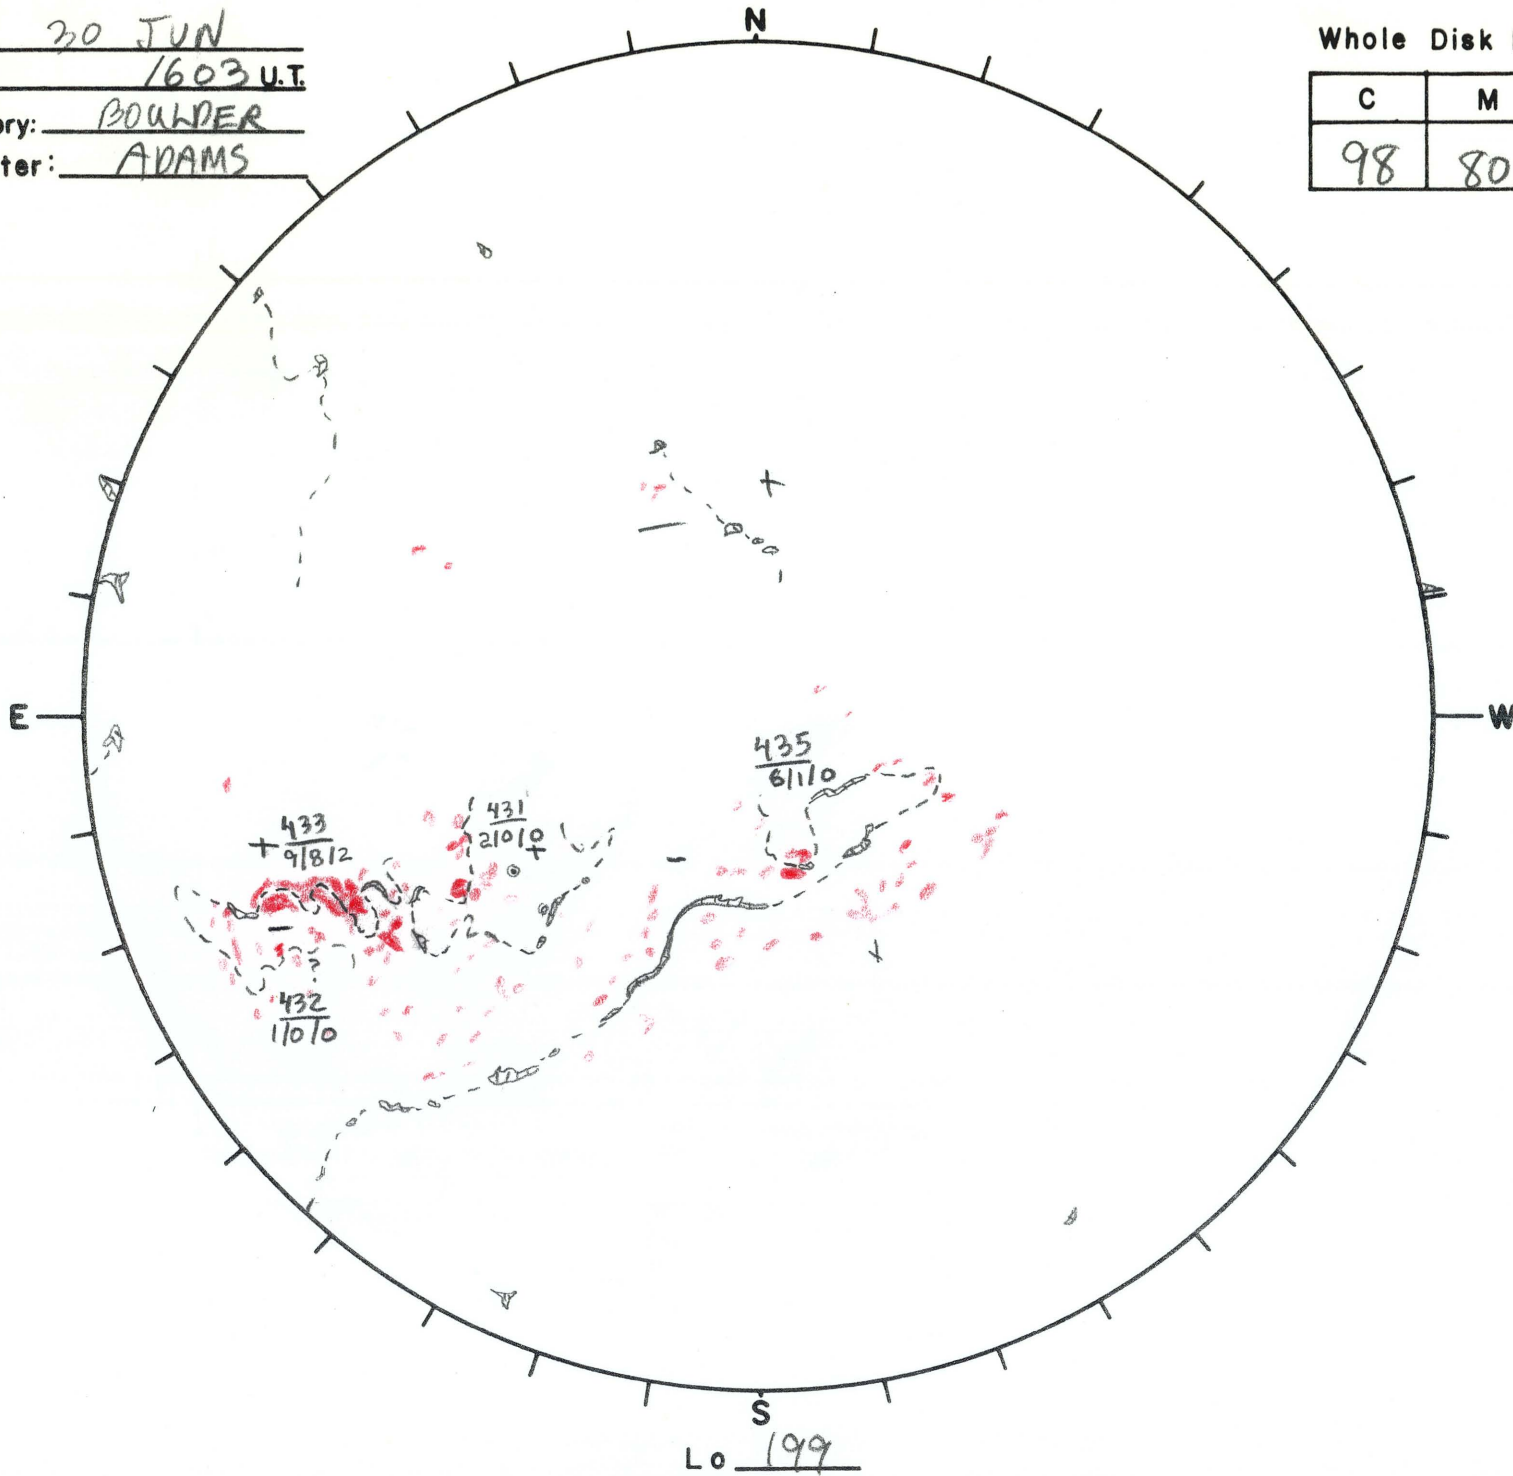 30 JUN
1603 U.T.
ory: BOULDER
ter: ADAMS
N
Whole Disk
C M
98 80
+
—
E
W
435
6/1/0
433
+ 9/8/2
431
2/0/0
+
-
-
?
?
432
1/0/0
+
S
Lo 199